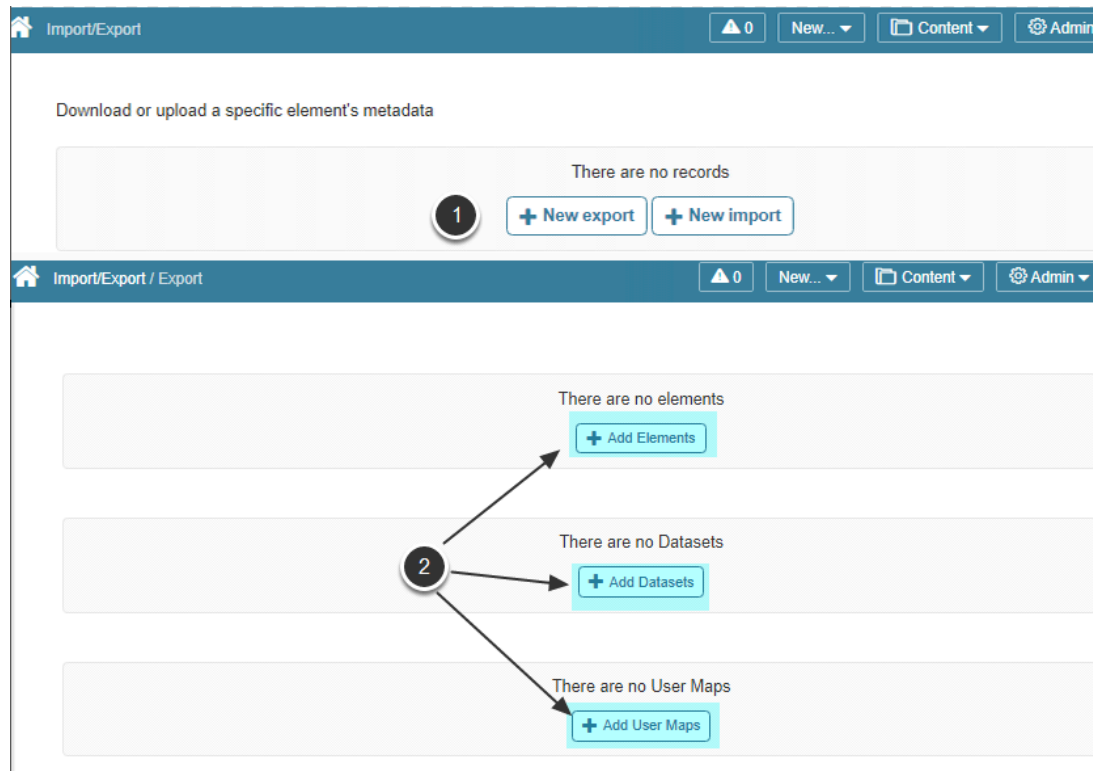 Import/Export
0
New...
Content
Admin
Download or upload a specific element's metadata
There are no records
1
+ New export
+ New import
Import/Export / Export
0
New...
Content
Admin
There are no elements
+ Add Elements
There are no Datasets
2
+ Add Datasets
There are no User Maps
+ Add User Maps